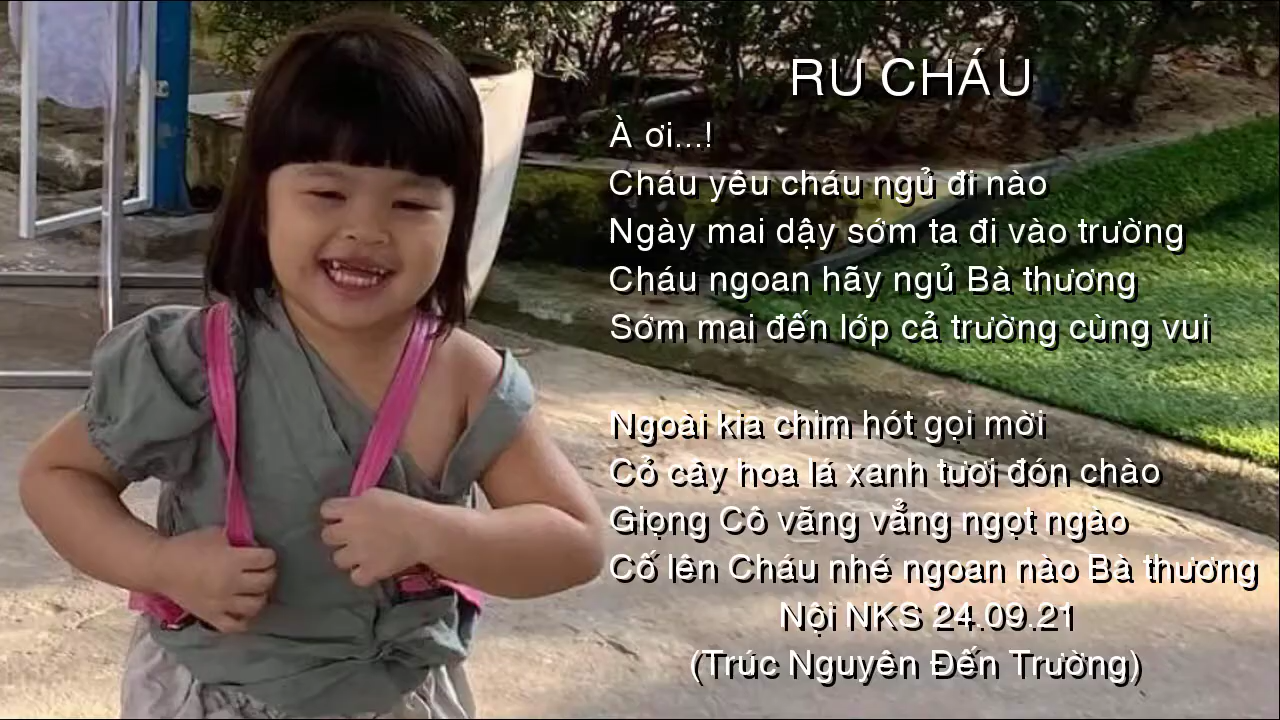 RU CHÁU
À ơi...!
Cháu yêu cháu ngủ đi nào
Ngày mai dậy sớm ta đi vào trường
Cháu ngoan hãy ngủ Bà thương
Sớm mai đến lớp cả trường cùng vui
Ngoài kia chim hót gọi mời
Cỏ cây hoa lá xanh tươi đón chào
Giọng Cô văng vẳng ngọt ngào
Cố lên Cháu nhé ngoan nào Bà thương
Nội NKS 24.09.21
(Trúc Nguyên Đến Trường)